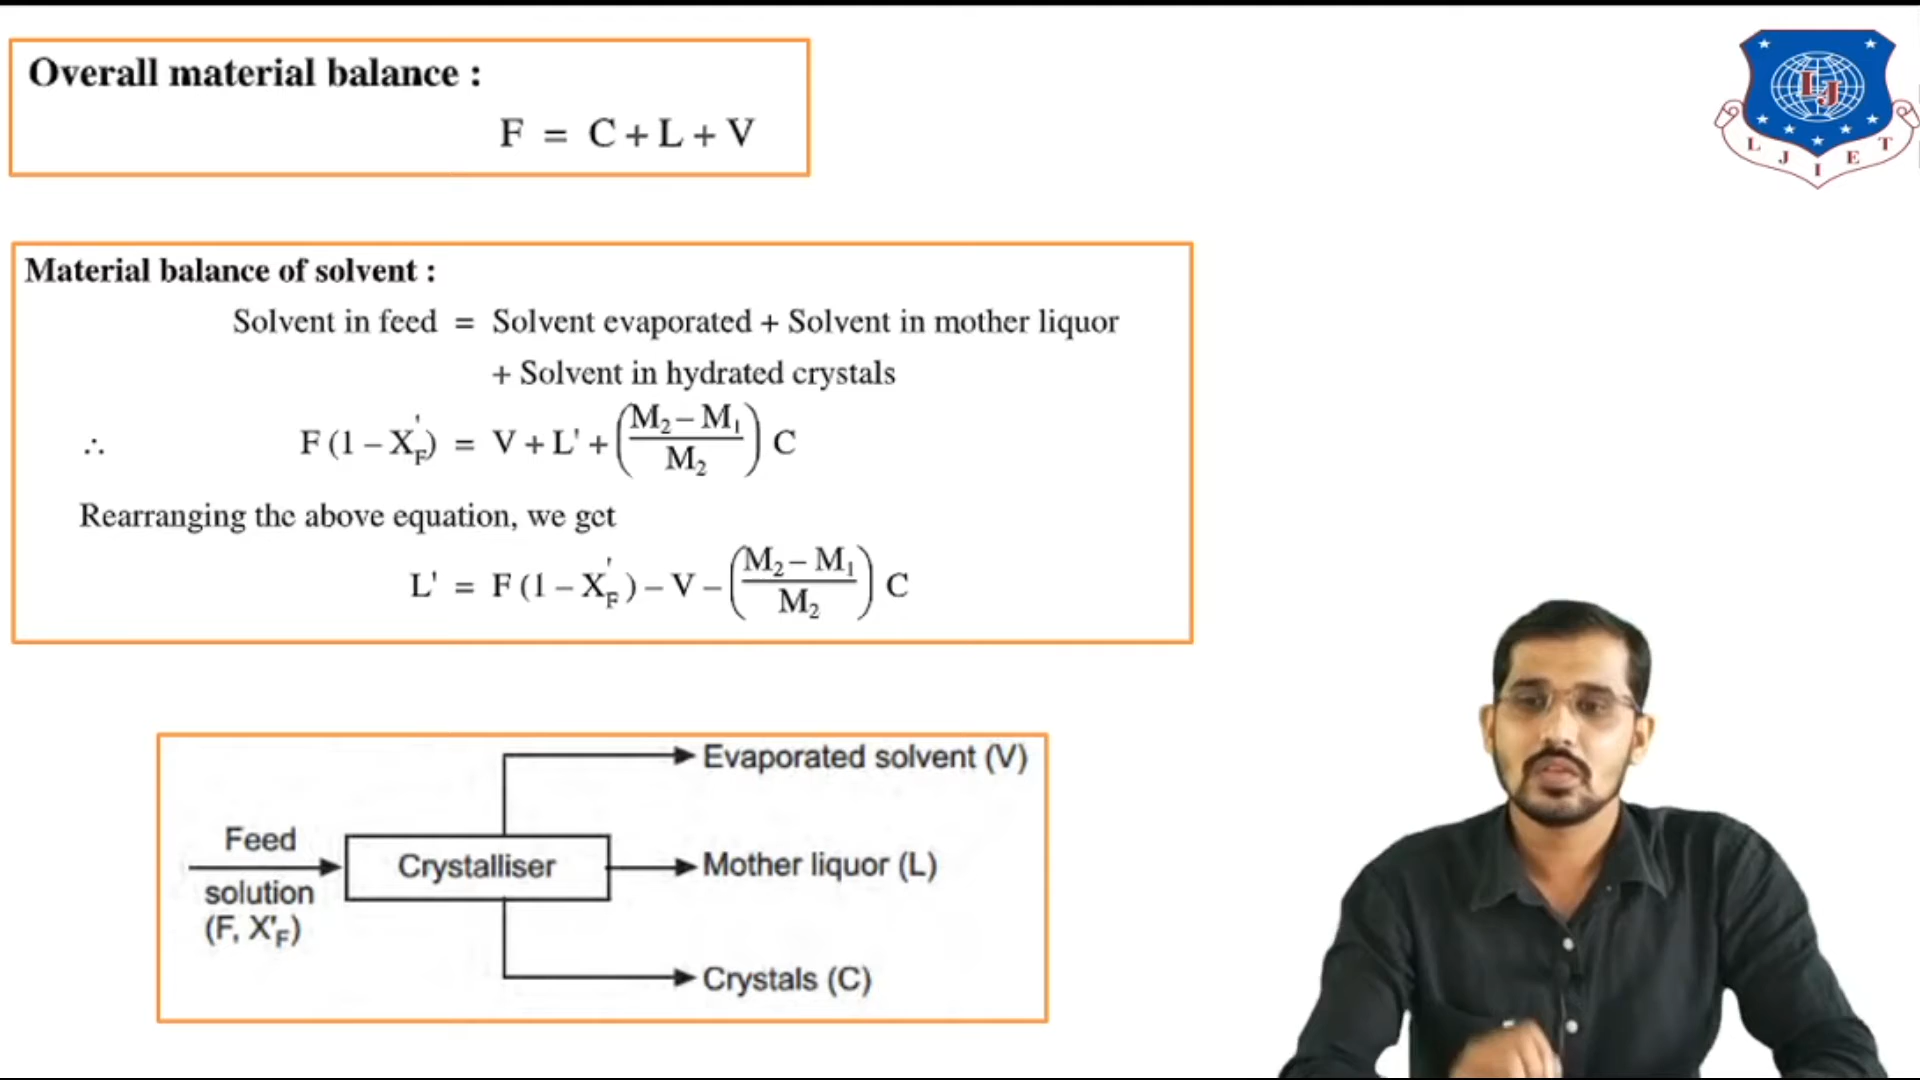 Overall material balance :
F = C + L + V
Material balance of solvent :
Solvent in feed = Solvent evaporated + Solvent in mother liquor
+ Solvent in hydrated crystals
∴ F (1 – X'F) = V + L' + ((M₂ – M₁) / M₂) C
Rearranging the above equation, we get
L' = F (1 – X'F) – V – ((M₂ – M₁) / M₂) C
Evaporated solvent (V)
Feed
Crystalliser
Mother liquor (L)
solution
(F, X'F)
Crystals (C)
LJ
L J I E T